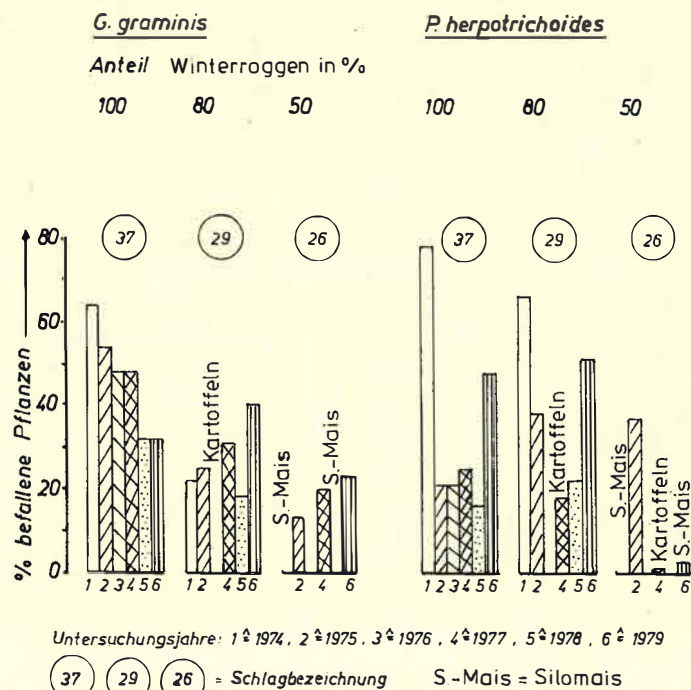 G. graminis P. herpotrichoides
Anteil Winterroggen in %
100 80 50 100 80 50
37 29 26 37 29 26
% befallene Pflanzen
80
60
40
20
0
Kartoffeln
S.-Mais
S.-Mais
Kartoffeln
S.-Mais
Kartoffeln
S.-Mais
1 2 3 4 5 6 1 2 4 5 6 2 4 6 1 2 3 4 5 6 1 2 4 5 6 2 4 6
Untersuchungsjahre: 1 ≙ 1974, 2 ≙ 1975, 3 ≙ 1976, 4 ≙ 1977, 5 ≙ 1978, 6 ≙ 1979
37 29 26 = Schlagbezeichnung S.-Mais = Silomais